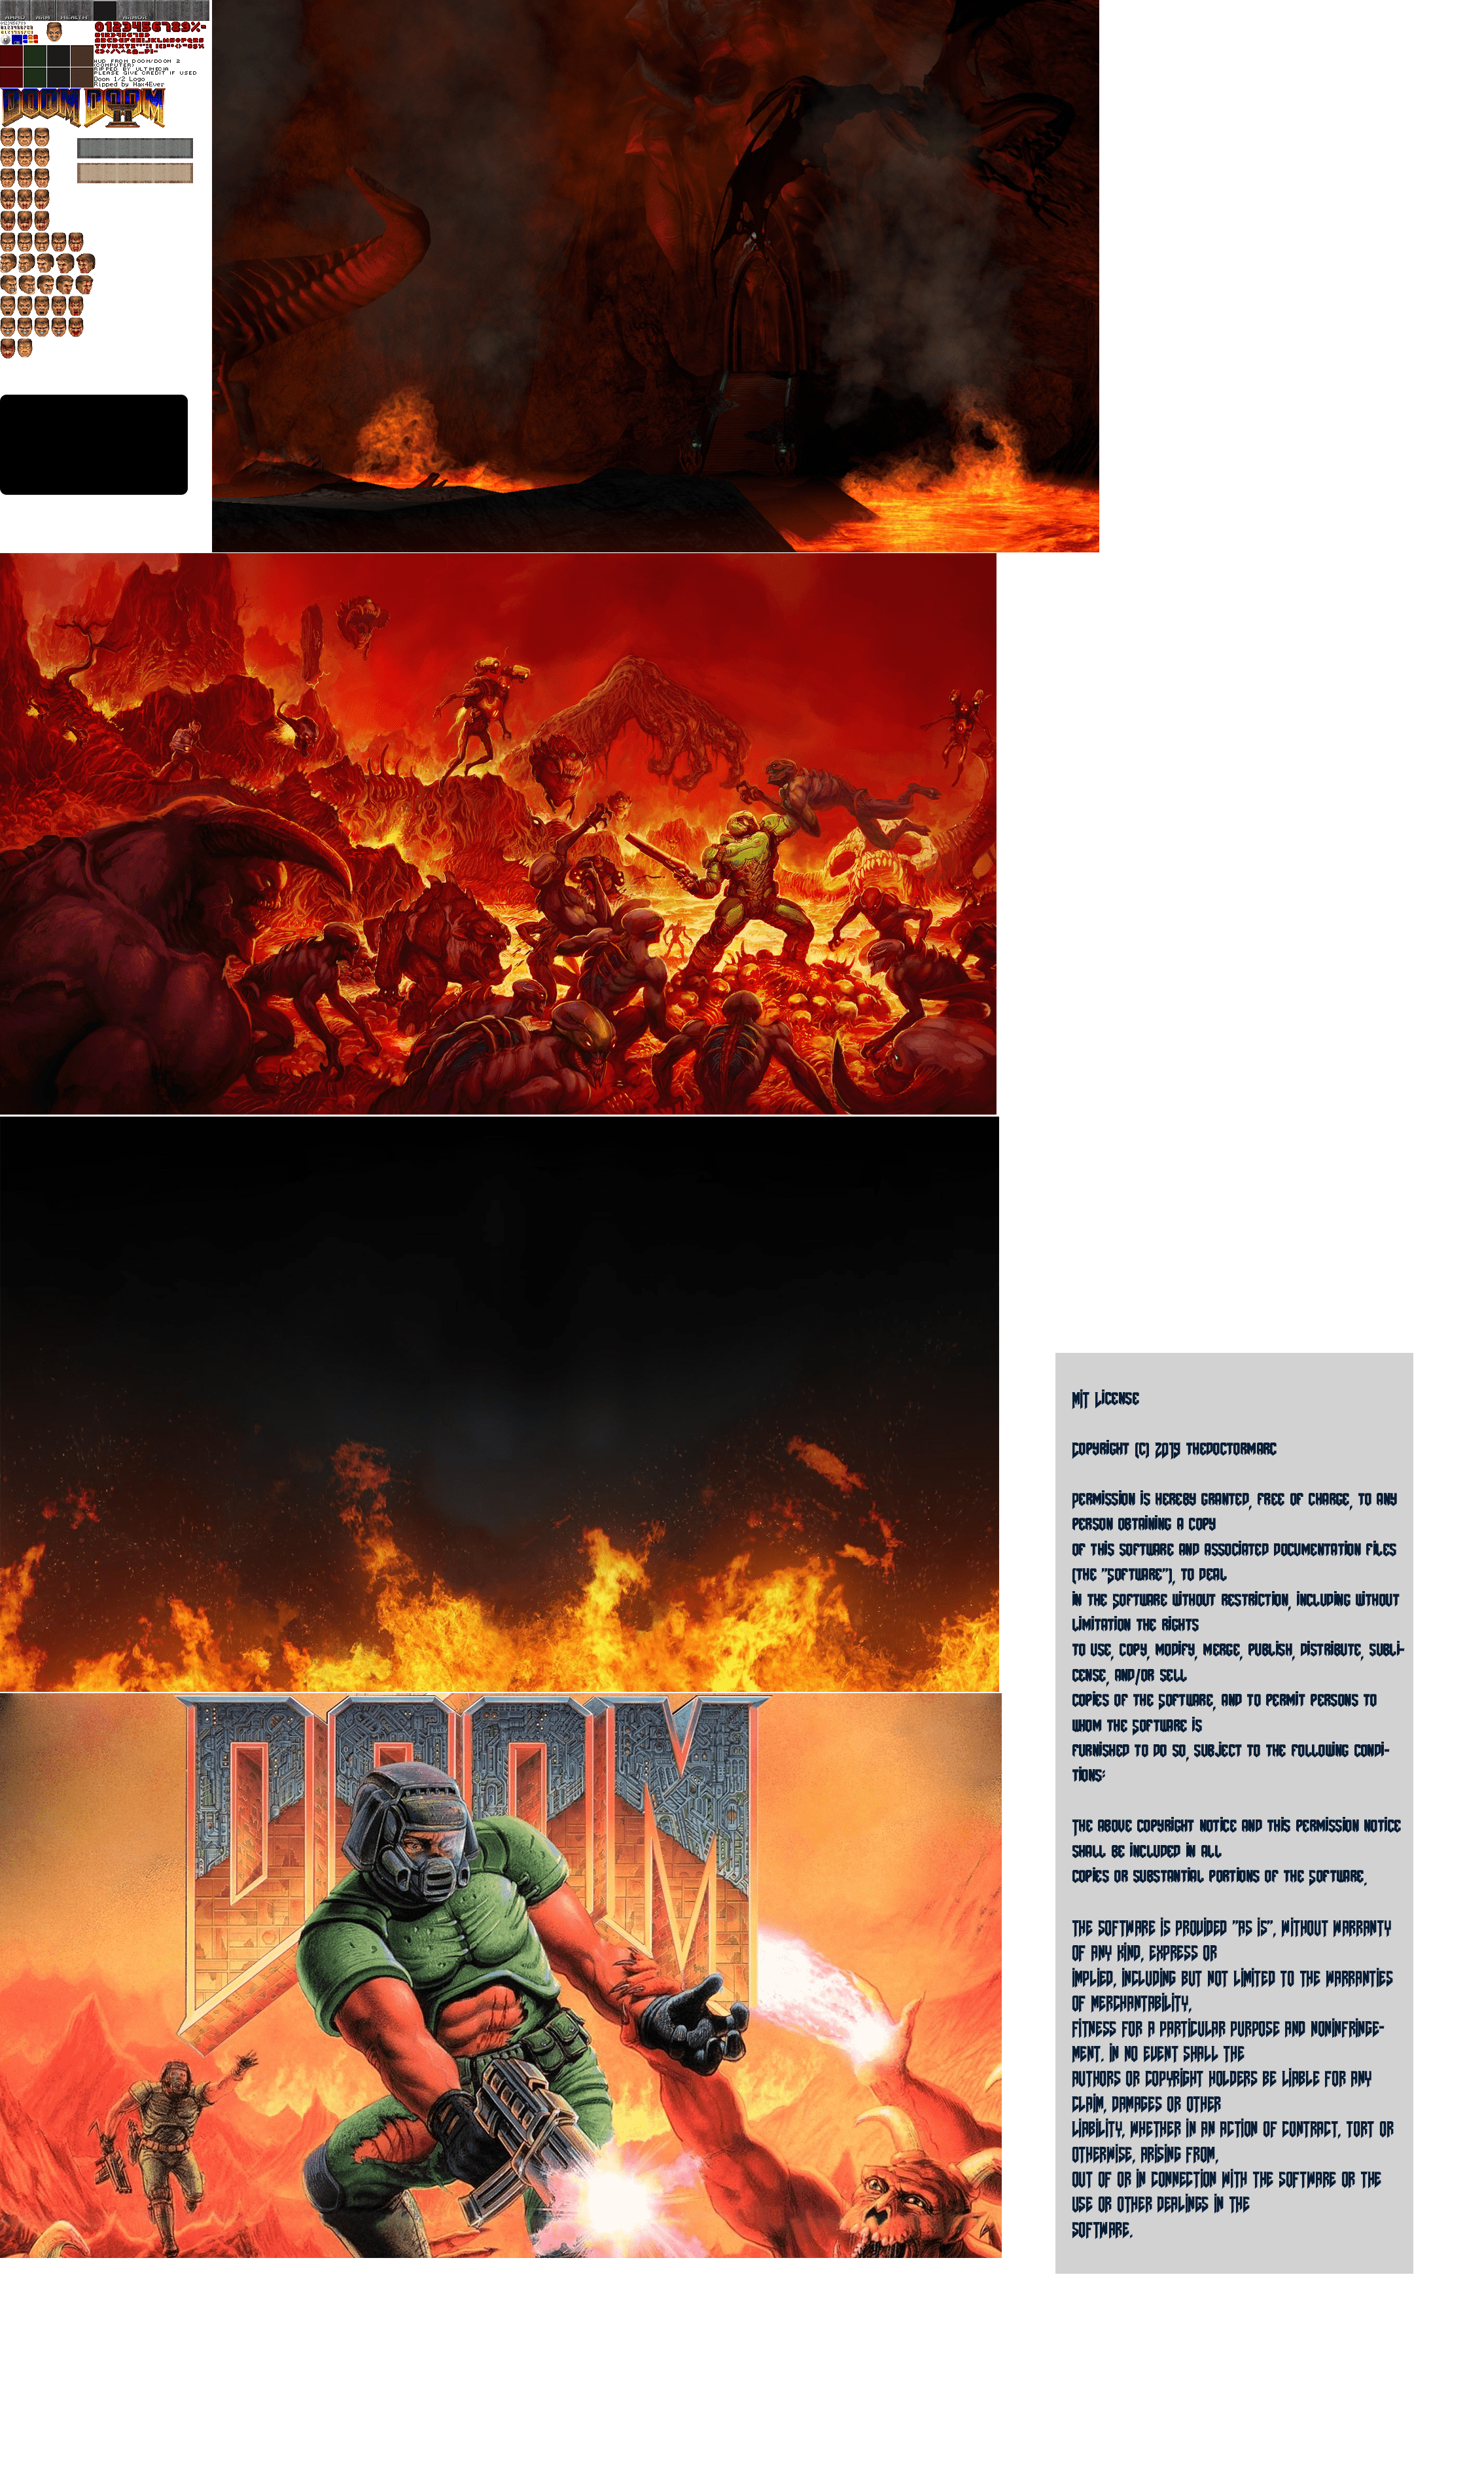 AMMO ARM HEALTH ARMOR
0123456789%-
0123456789
ABCDEFGHIJKLMNOPQRS
HUD FROM DOOM/DOOM 2
(COMPUTER)
RIPPED BY ULTIMECIA
PLEASE GIVE CREDIT IF USED
Doom 1/2 Logo
Ripped by Max4Ever
DOOM DOOM II
DOOM
MIT License
Copyright (c) 2019 thedoctormarc
Permission is hereby granted, free of charge, to any
person obtaining a copy
of this software and associated documentation files
(the "Software"), to deal
in the Software without restriction, including without
limitation the rights
to use, copy, modify, merge, publish, distribute, subli-
cense, and/or sell
copies of the Software, and to permit persons to
whom the Software is
furnished to do so, subject to the following condi-
tions:
The above copyright notice and this permission notice
shall be included in all
copies or substantial portions of the Software.
THE SOFTWARE IS PROVIDED "AS IS", WITHOUT WARRANTY
OF ANY KIND, EXPRESS OR
IMPLIED, INCLUDING BUT NOT LIMITED TO THE WARRANTIES
OF MERCHANTABILITY,
FITNESS FOR A PARTICULAR PURPOSE AND NONINFRINGE-
MENT. IN NO EVENT SHALL THE
AUTHORS OR COPYRIGHT HOLDERS BE LIABLE FOR ANY
CLAIM, DAMAGES OR OTHER
LIABILITY, WHETHER IN AN ACTION OF CONTRACT, TORT OR
OTHERWISE, ARISING FROM,
OUT OF OR IN CONNECTION WITH THE SOFTWARE OR THE
USE OR OTHER DEALINGS IN THE
SOFTWARE.